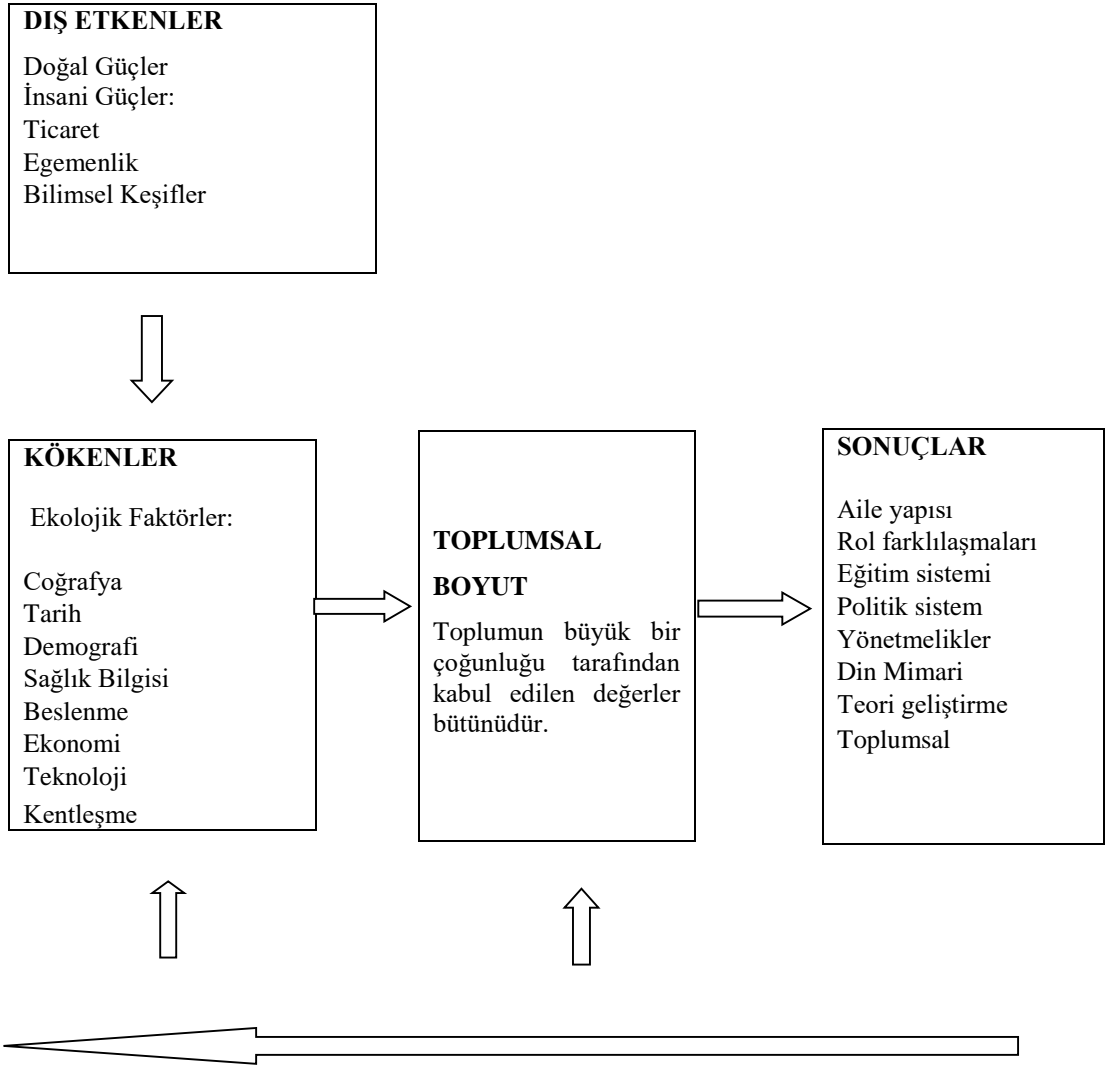 DIŞ ETKENLER
Doğal Güçler
İnsani Güçler:
Ticaret
Egemenlik
Bilimsel Keşifler
KÖKENLER
Ekolojik Faktörler:
Coğrafya
Tarih
Demografi
Sağlık Bilgisi
Beslenme
Ekonomi
Teknoloji
Kentleşme
TOPLUMSAL
BOYUT
Toplumun büyük bir
çoğunluğu tarafından
kabul edilen değerler
bütünüdür.
SONUÇLAR
Aile yapısı
Rol farklılaşmaları
Eğitim sistemi
Politik sistem
Yönetmelikler
Din Mimari
Teori geliştirme
Toplumsal